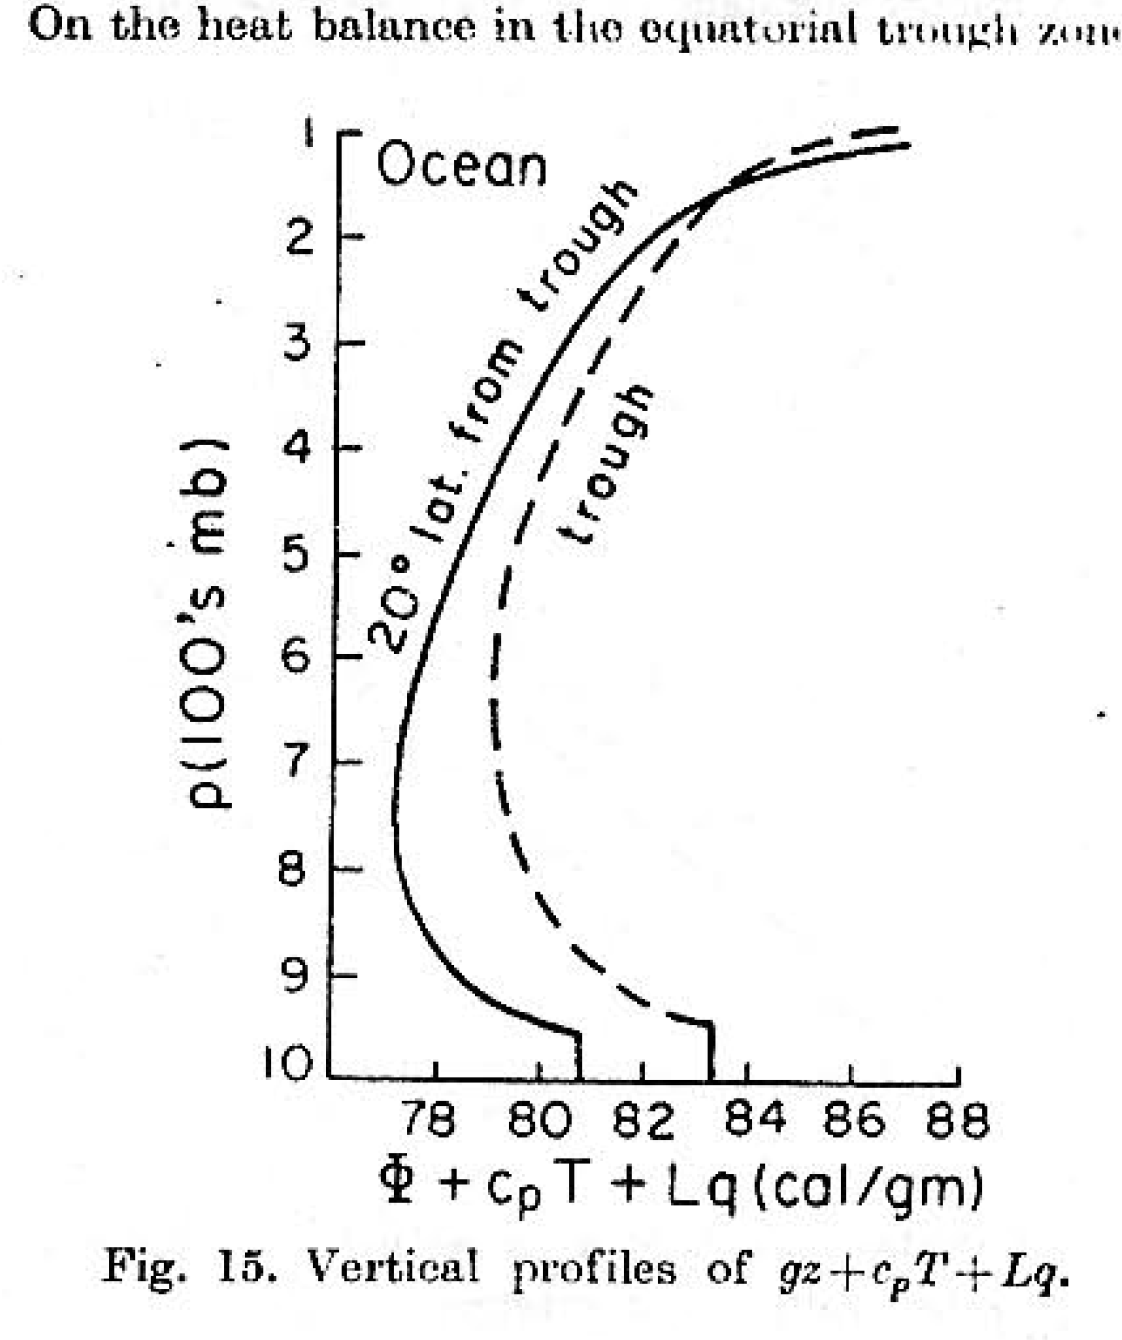 On the heat balance in the equatorial trough zone
1
Ocean
2
3
4
5
6
7
8
9
10
20° lat. from trough
trough
p(100's mb)
78 80 82 84 86 88
Φ + cpT + Lq (cal/gm)
Fig. 15. Vertical profiles of gz+cpT+Lq.